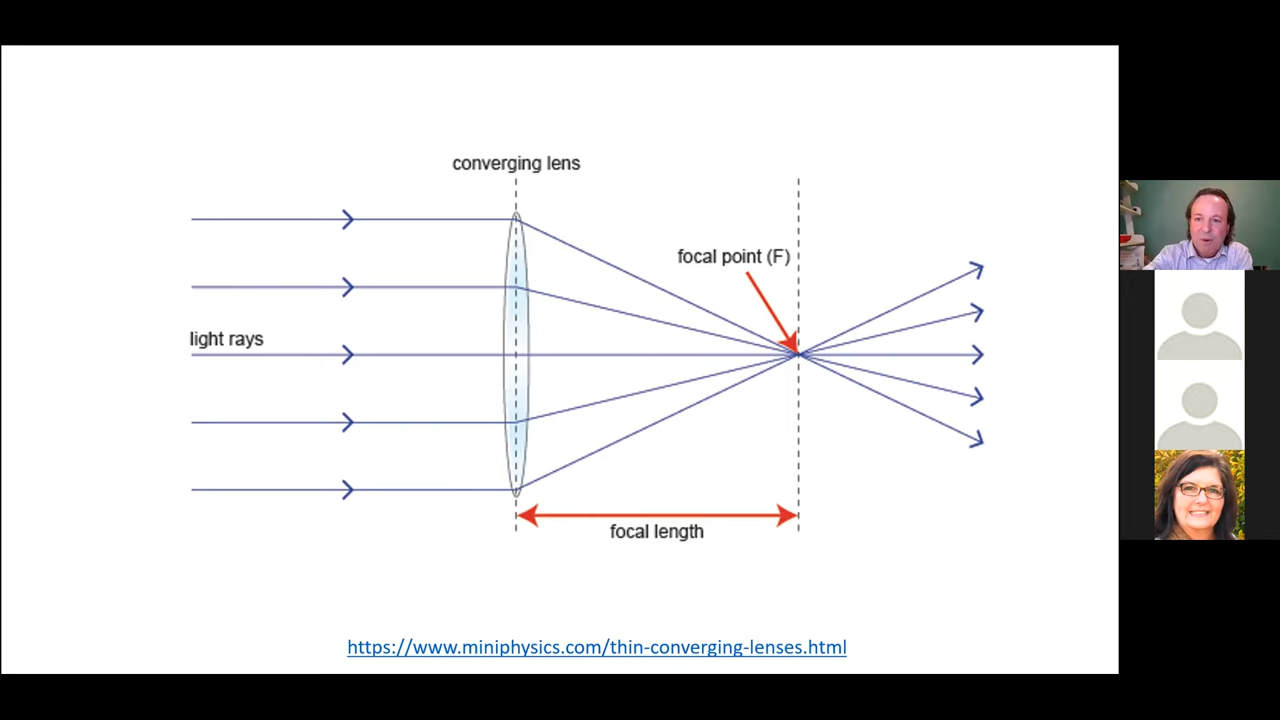 converging lens
focal point (F)
light rays
focal length
https://www.miniphysics.com/thin-converging-lenses.html